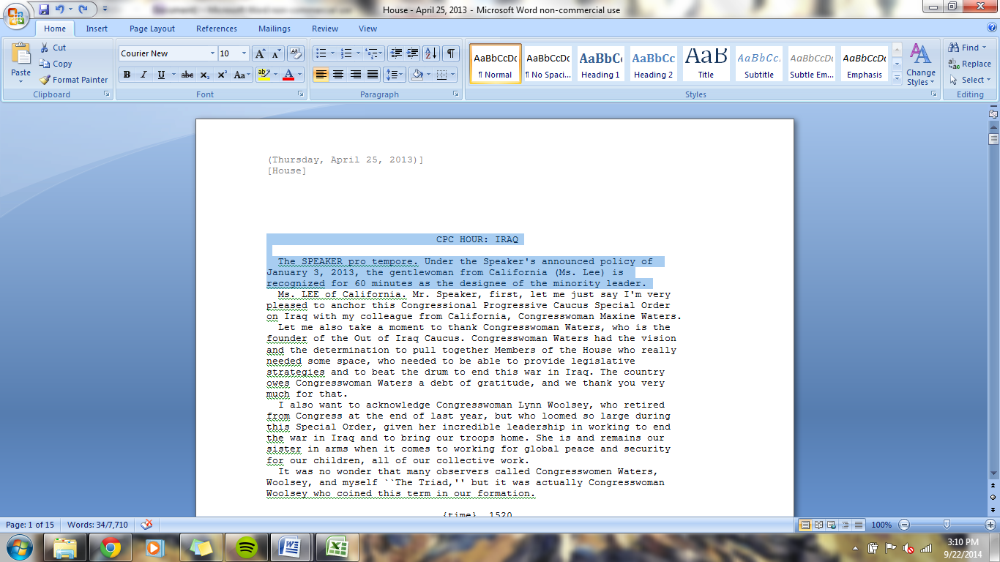 House - April 25, 2013 - Microsoft Word non-commercial use
Home Insert Page Layout References Mailings Review View
Paste
Cut
Copy
Format Painter
Clipboard
Courier New 10
B I U abc x₂ x² Aa
Font
Paragraph
AaBbCcDc AaBbCcDc AaBbC AaBbCc AaB AaBbCc. AaBbCcDc AaBbCcDc
¶ Normal ¶ No Spaci... Heading 1 Heading 2 Title Subtitle Subtle Em... Emphasis
Change Styles
Styles
Find
Replace
Select
Editing
(Thursday, April 25, 2013)]
[House]
CPC HOUR: IRAQ
The SPEAKER pro tempore. Under the Speaker's announced policy of
January 3, 2013, the gentlewoman from California (Ms. Lee) is
recognized for 60 minutes as the designee of the minority leader.
Ms. LEE of California. Mr. Speaker, first, let me just say I'm very
pleased to anchor this Congressional Progressive Caucus Special Order
on Iraq with my colleague from California, Congresswoman Maxine Waters.
Let me also take a moment to thank Congresswoman Waters, who is the
founder of the Out of Iraq Caucus. Congresswoman Waters had the vision
and the determination to pull together Members of the House who really
needed some space, who needed to be able to provide legislative
strategies and to beat the drum to end this war in Iraq. The country
owes Congresswoman Waters a debt of gratitude, and we thank you very
much for that.
I also want to acknowledge Congresswoman Lynn Woolsey, who retired
from Congress at the end of last year, but who loomed so large during
this Special Order, given her incredible leadership in working to end
the war in Iraq and to bring our troops home. She is and remains our
sister in arms when it comes to working for global peace and security
for our children, all of our collective work.
It was no wonder that many observers called Congresswomen Waters,
Woolsey, and myself ``The Triad,'' but it was actually Congresswoman
Woolsey who coined this term in our formation.
{time} 1520
Page: 1 of 15 Words: 34/7,710 100%
3:10 PM
9/22/2014